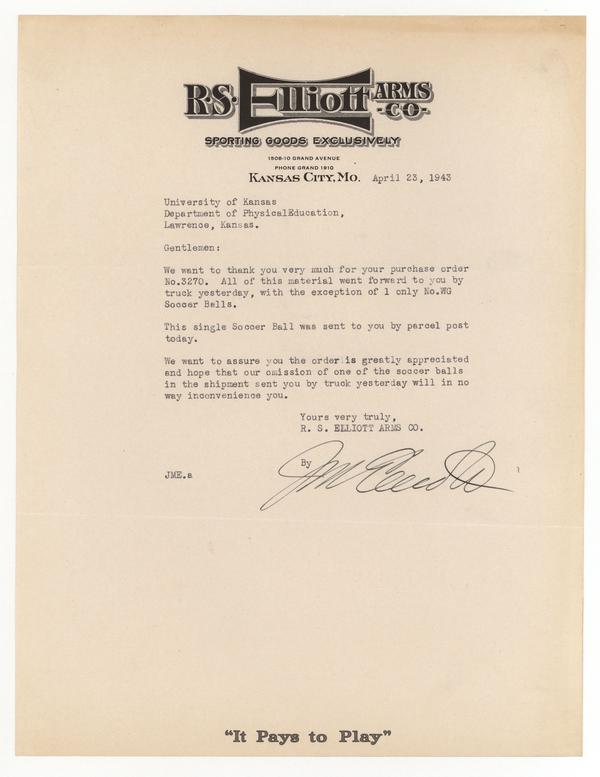 R.S. Elliott ARMS CO.
SPORTING GOODS EXCLUSIVELY
1508-10 GRAND AVENUE
PHONE GRAND 1910
KANSAS CITY, MO. April 23, 1943
University of Kansas
Department of PhysicalEducation,
Lawrence, Kansas.
Gentlemen:
We want to thank you very much for your purchase order
No.3270. All of this material went forward to you by
truck yesterday, with the exception of 1 only No.WG
Soccer Balls.
This single Soccer Ball was sent to you by parcel post
today.
We want to assure you the order is greatly appreciated
and hope that our omission of one of the soccer balls
in the shipment sent you by truck yesterday will in no
way inconvenience you.
Yours very truly,
R. S. ELLIOTT ARMS CO.
By JM Elliott
JME.a
"It Pays to Play"